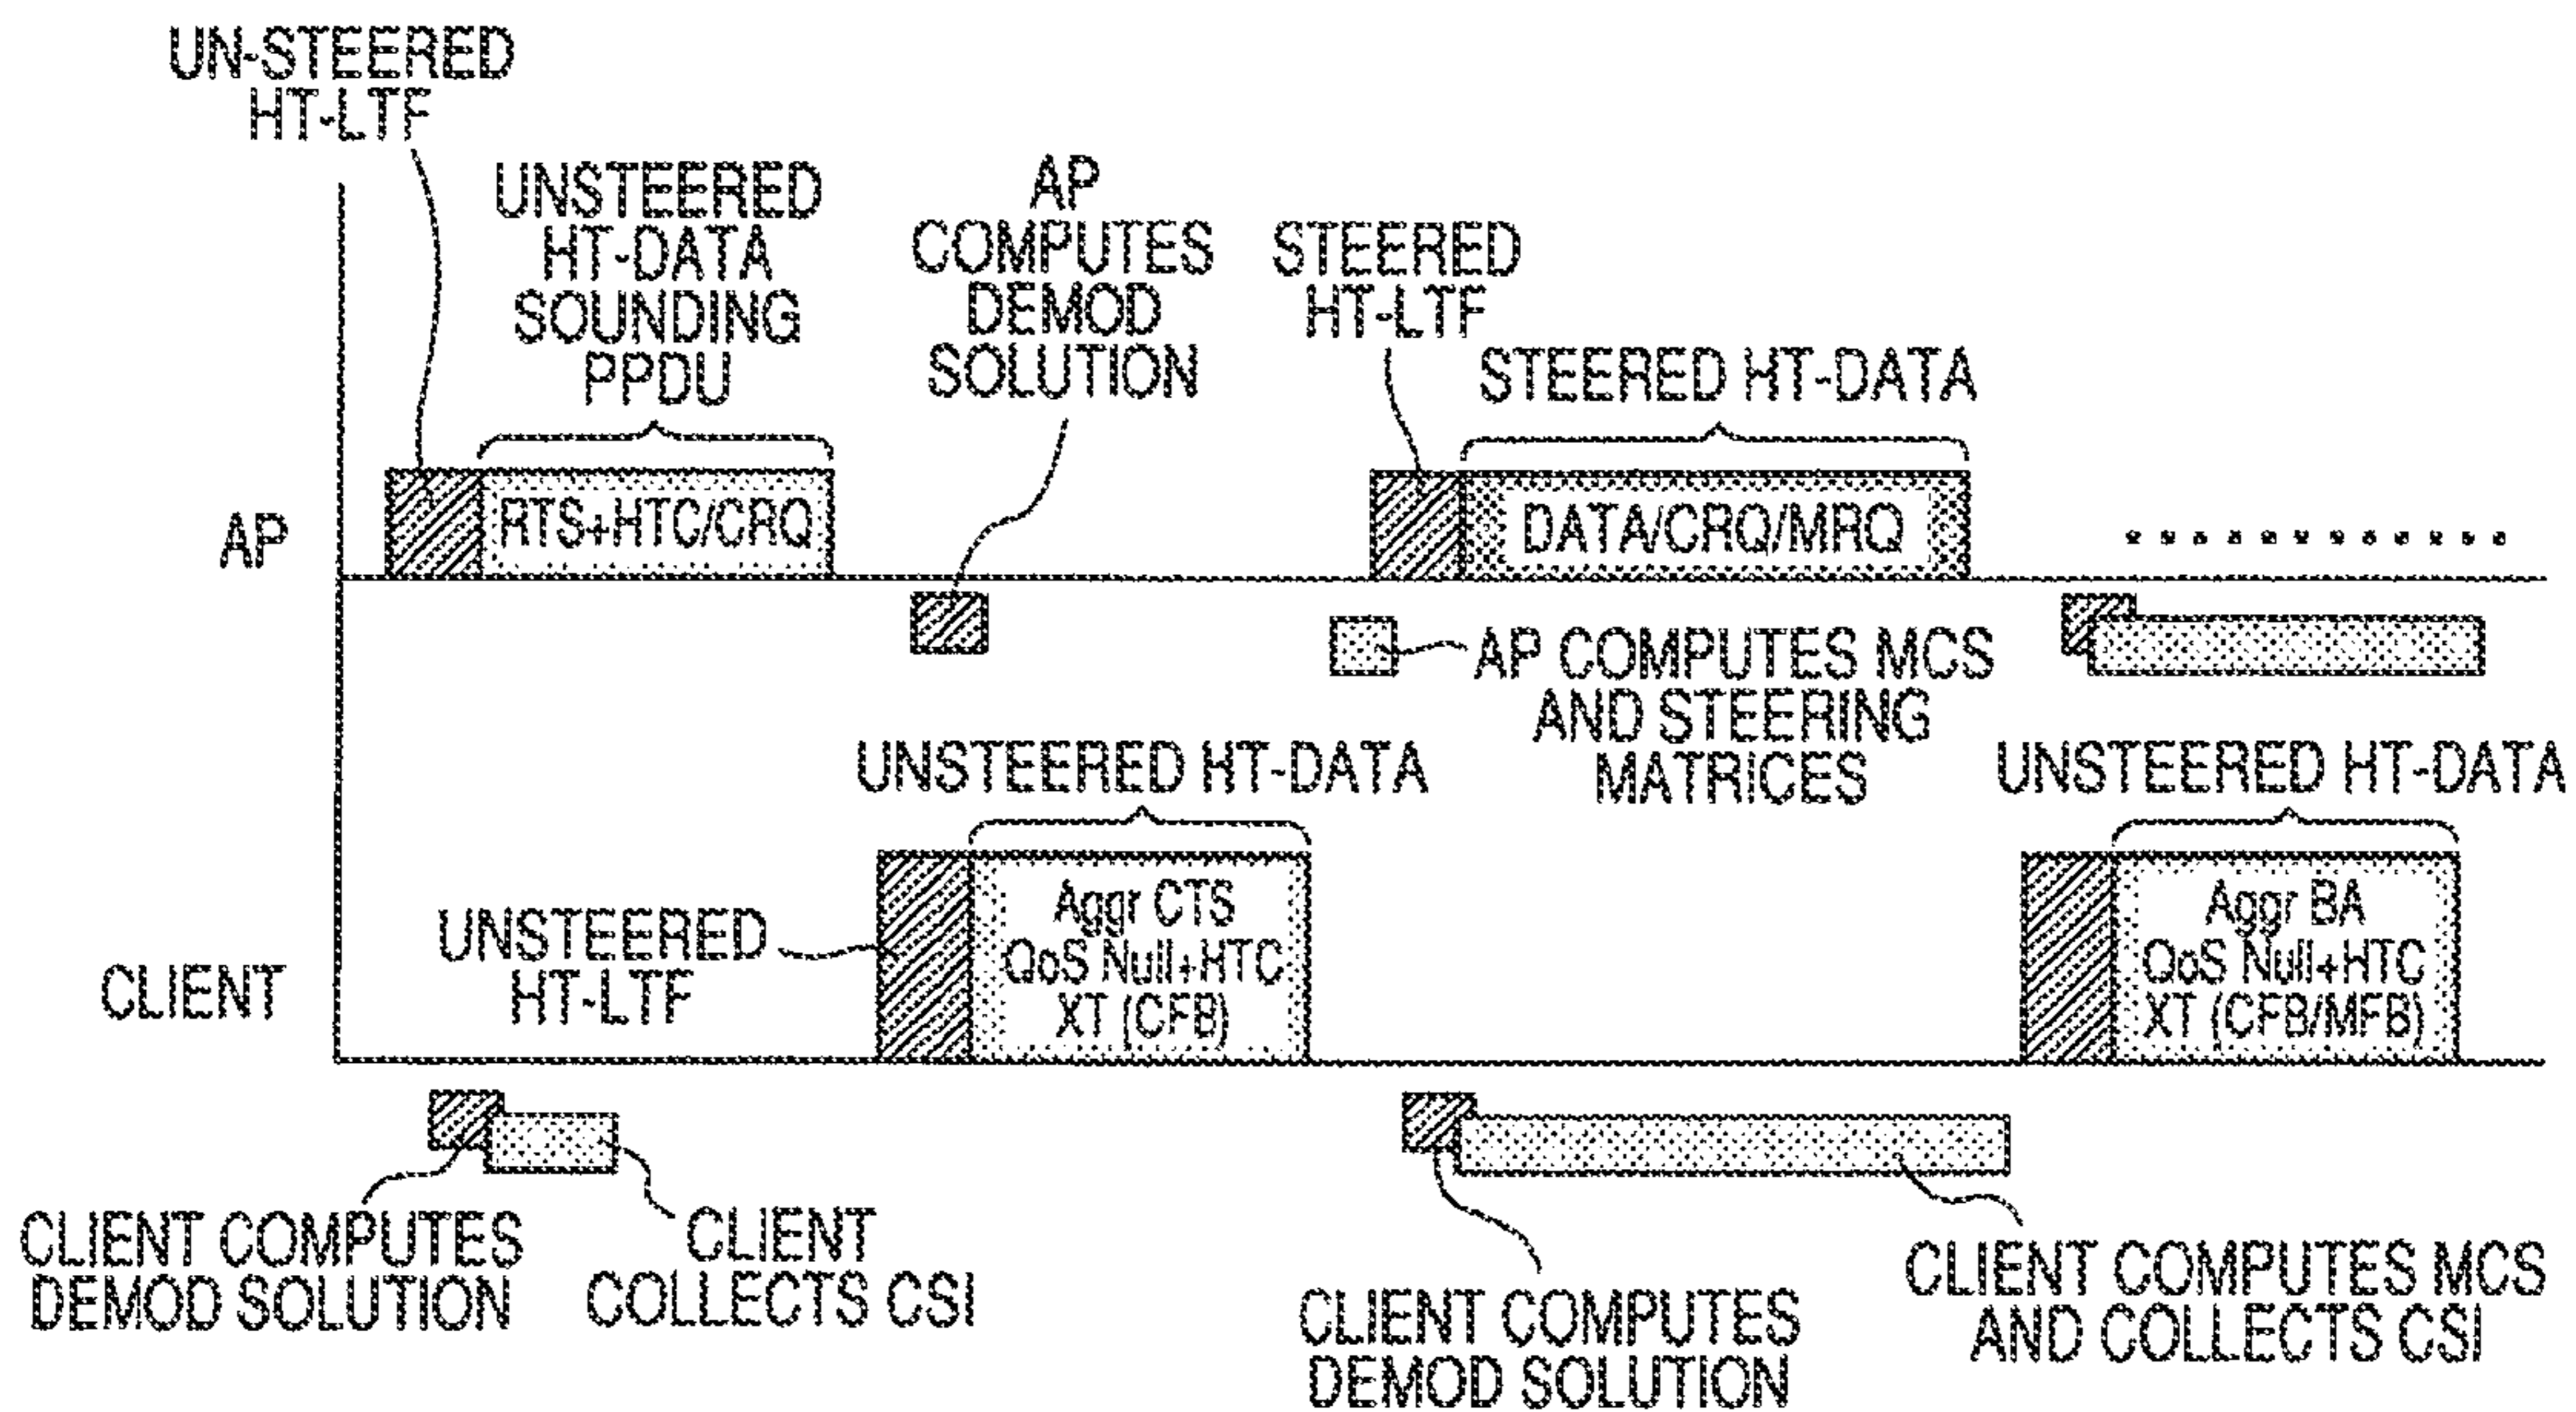 UN-STEERED
HT-LTF
UNSTEERED
HT-DATA
SOUNDING
PPDU
AP
COMPUTES
DEMOD
SOLUTION
STEERED
HT-LTF
STEERED HT-DATA
AP
RTS+HTC/CRQ
DATA/CRQ/MRQ
AP COMPUTES MCS
AND STEERING
MATRICES
UNSTEERED HT-DATA
UNSTEERED HT-DATA
CLIENT
UNSTEERED
HT-LTF
Aggr CTS
QoS Null+HTC
XT (CFB)
Aggr BA
QoS Null+HTC
XT (CFB/MFB)
CLIENT COMPUTES
DEMOD SOLUTION
CLIENT
COLLECTS CSI
CLIENT COMPUTES
DEMOD SOLUTION
CLIENT COMPUTES MCS
AND COLLECTS CSI